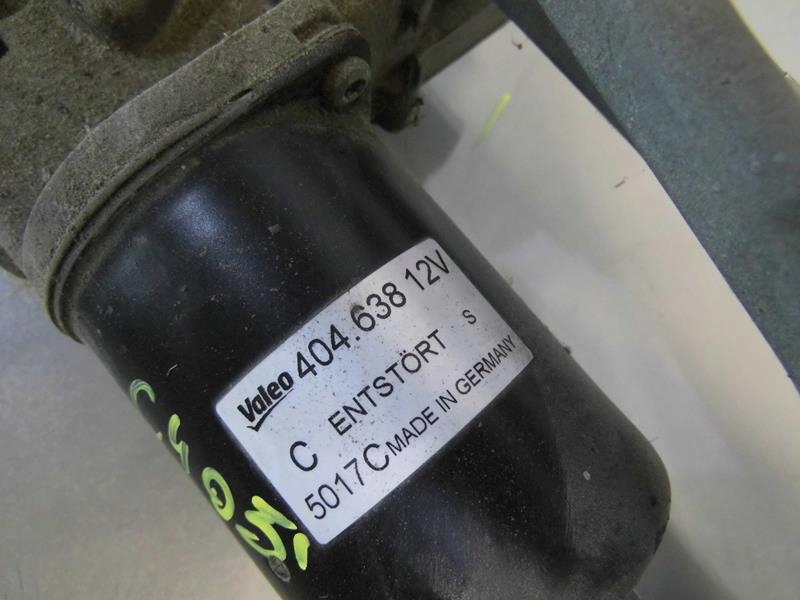 Valeo 404.638 12V
C ENTSTÖRT S
5017C MADE IN GERMANY